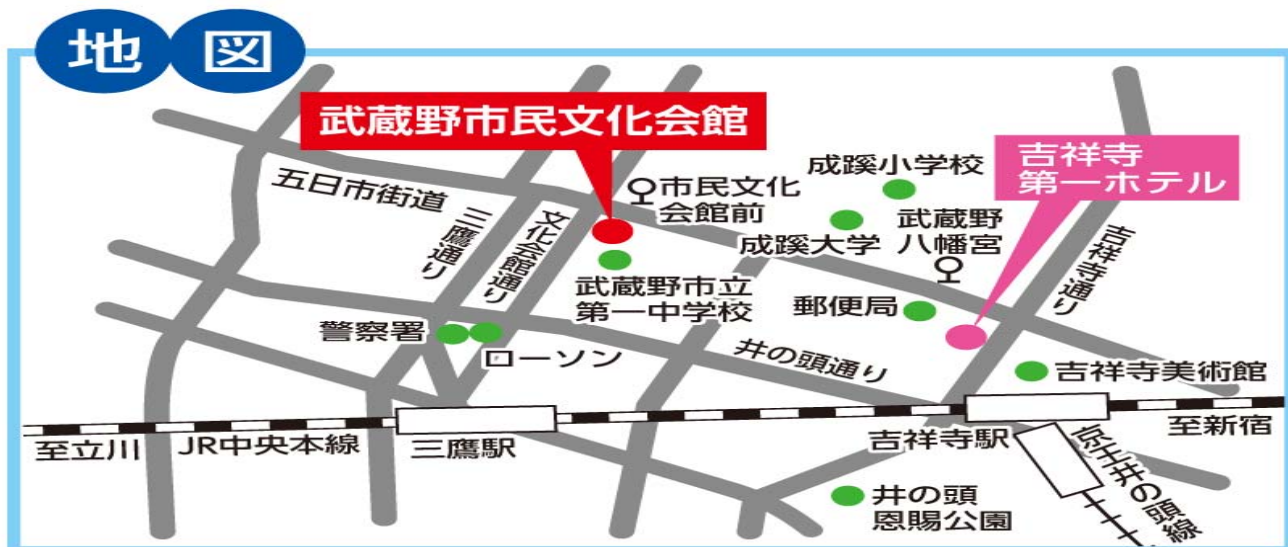 地図
武蔵野市民文化会館
吉祥寺
第一ホテル
成蹊小学校
市民文化
会館前
五日市街道
三鷹通り
文化会館通り
成蹊大学
武蔵野
八幡宮
吉祥寺通り
武蔵野市立
第一中学校
郵便局
警察署
ローソン
井の頭通り
吉祥寺美術館
至立川
JR中央本線
三鷹駅
吉祥寺駅
至新宿
京王井の頭線
井の頭
恩賜公園